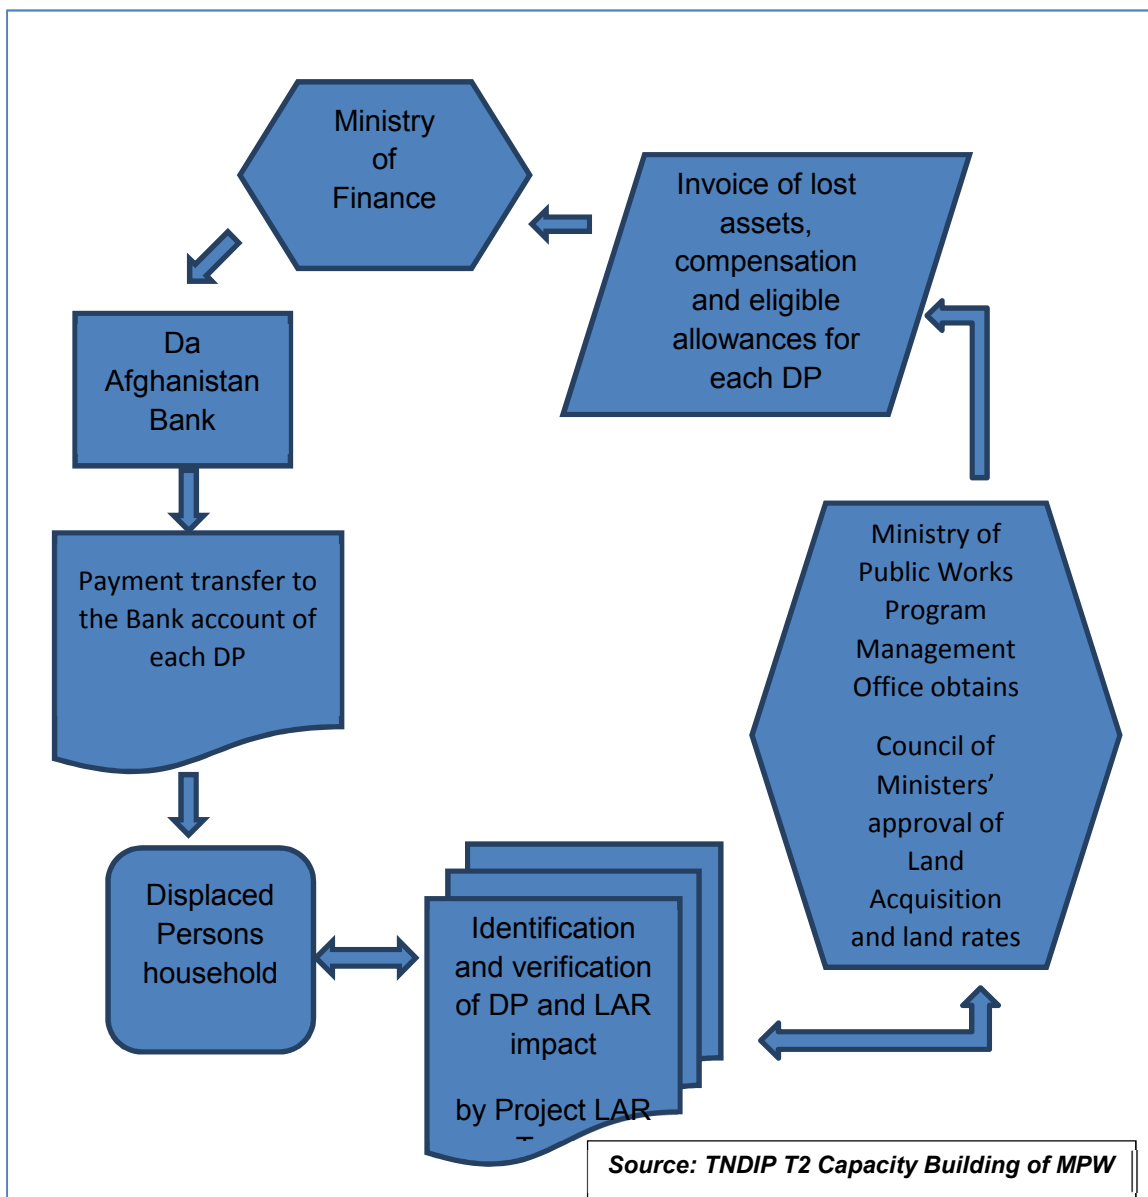 Ministry
of
Finance
Invoice of lost
assets,
compensation
and eligible
allowances for
each DP
Da
Afghanistan
Bank
Payment transfer to
the Bank account of
each DP
Ministry of
Public Works
Program
Management
Office obtains
Council of
Ministers’
approval of
Land
Acquisition
and land rates
Displaced
Persons
household
Identification
and verification
of DP and LAR
impact
by Project LAR
Source: TNDIP T2 Capacity Building of MPW